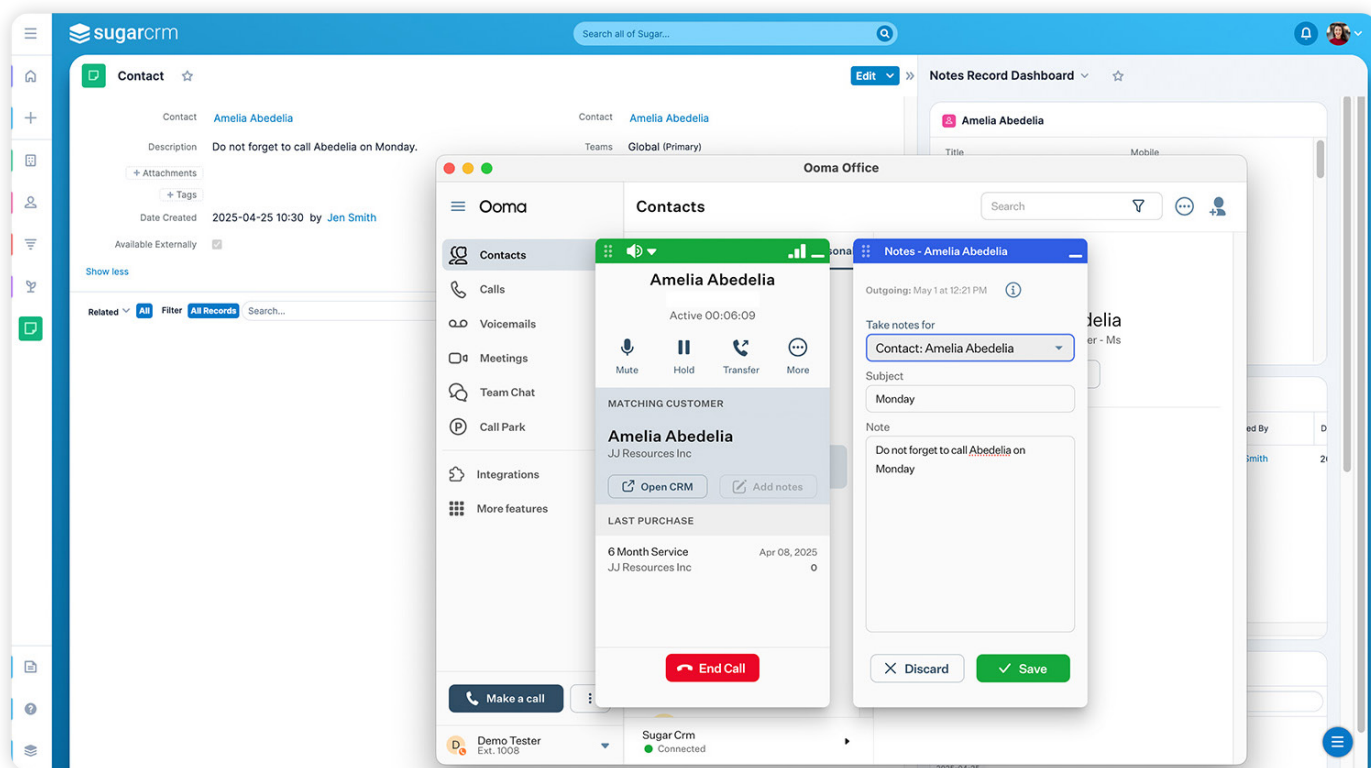 sugarcrm
Search all of Sugar...
Contact
Edit
Notes Record Dashboard
Contact
Amelia Abedelia
Contact
Amelia Abedelia
Amelia Abedelia
Description
Do not forget to call Abedelia on Monday.
Teams
Global (Primary)
Title
Mobile
+ Attachments
+ Tags
Date Created
2025-04-25 10:30 by Jen Smith
Available Externally
Show less
Related
All
Filter
All Records
Search...
Ooma Office
Ooma
Contacts
Search
Contacts
Calls
Voicemails
Meetings
Team Chat
Call Park
Integrations
More features
Make a call
D
Demo Tester
Ext. 1008
Sugar Crm
Connected
Amelia Abedelia
Active 00:06:09
Mute
Hold
Transfer
More
MATCHING CUSTOMER
Amelia Abedelia
JJ Resources Inc
Open CRM
Add notes
LAST PURCHASE
6 Month Service
Apr 08, 2025
JJ Resources Inc
0
End Call
Notes - Amelia Abedelia
Outgoing: May 1 at 12:21 PM
Take notes for
Contact: Amelia Abedelia
Subject
Monday
Note
Do not forget to call Abedelia on
Monday
Discard
Save
delia
er - Ms
ed By
D
Smith